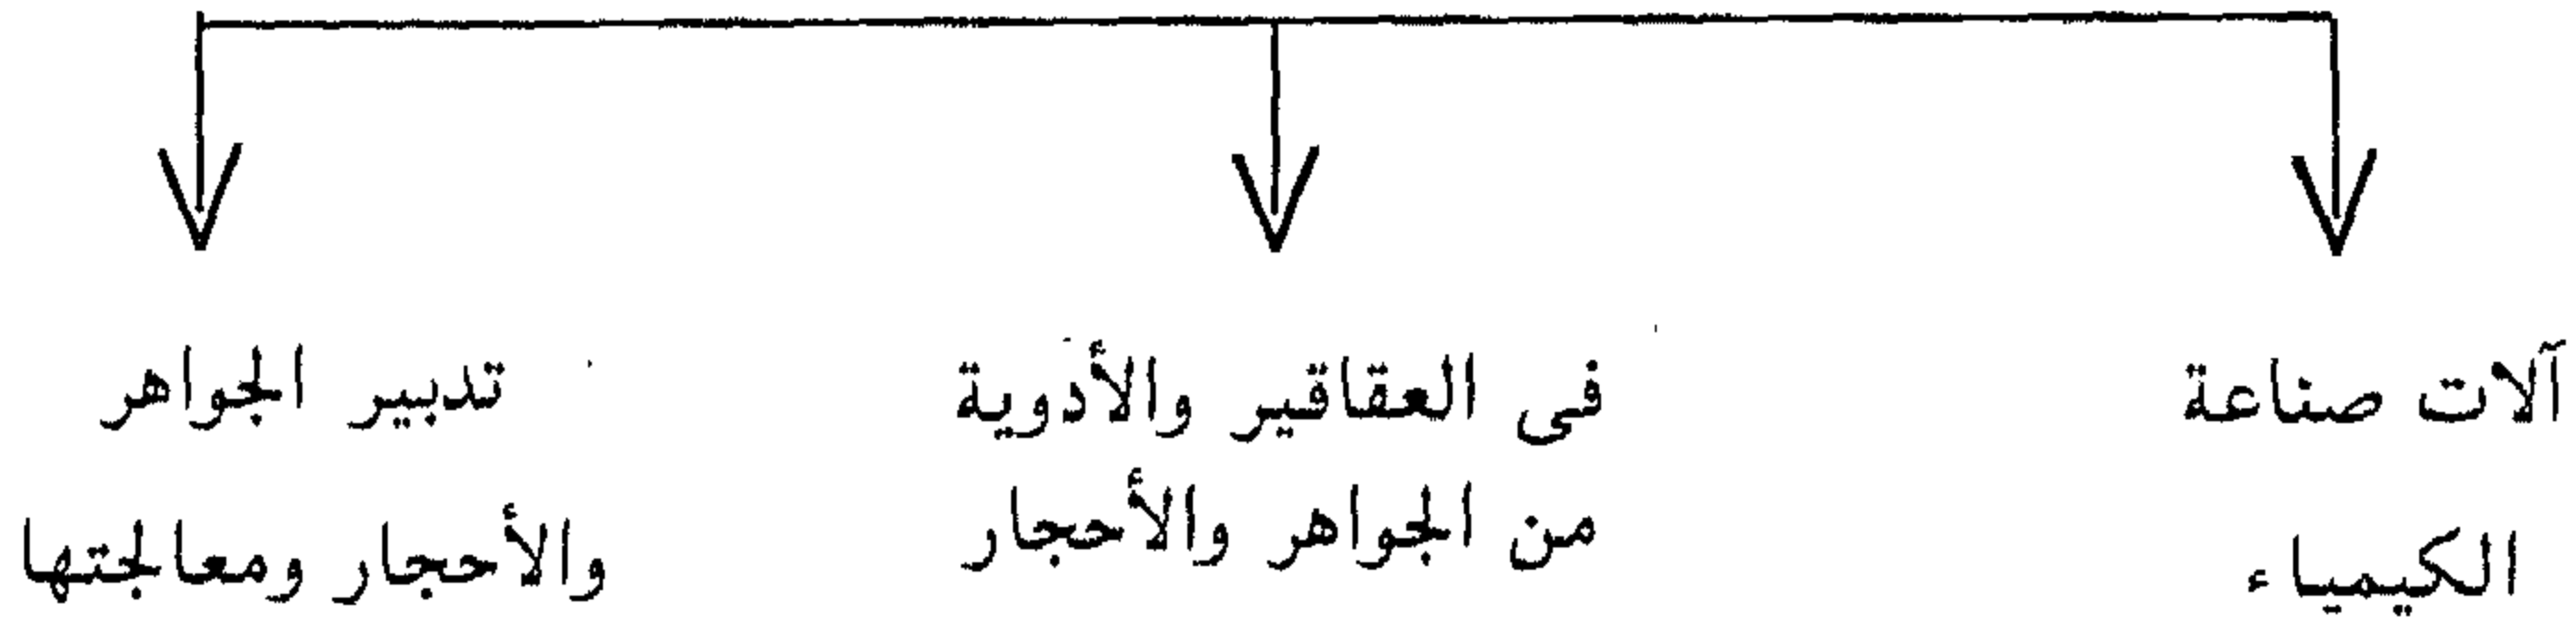 آلات صناعة
الكيمياء
فى العقاقير والأدوية
من الجواهر والأحجار
تدبير الجواهر
والأحجار ومعالجتها